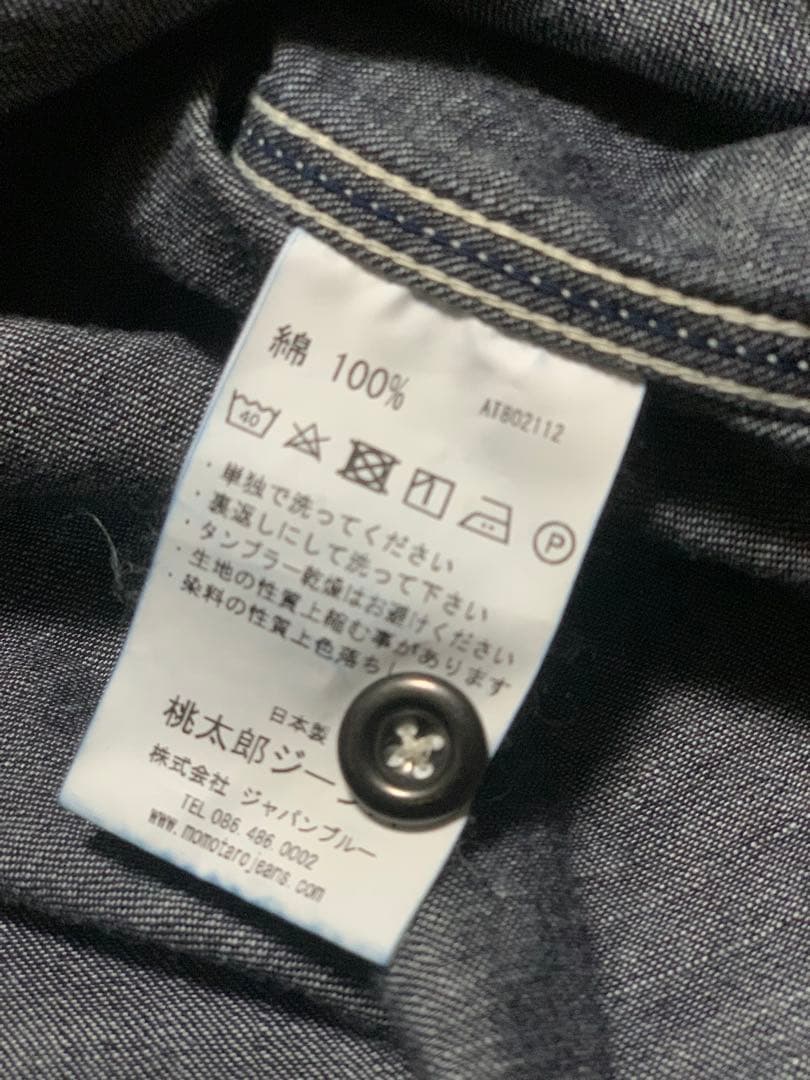 綿 100%
ATB02112
40
P
・単独で洗ってください
・裏返しにして洗って下さい
・タンブラー乾燥はお避けください
・生地の性質上縮む事があります
・染料の性質上色落ちし
日本製
桃太郎ジー
株式会社 ジャパンブルー
TEL 086.486.0002
www.momotarojeans.com